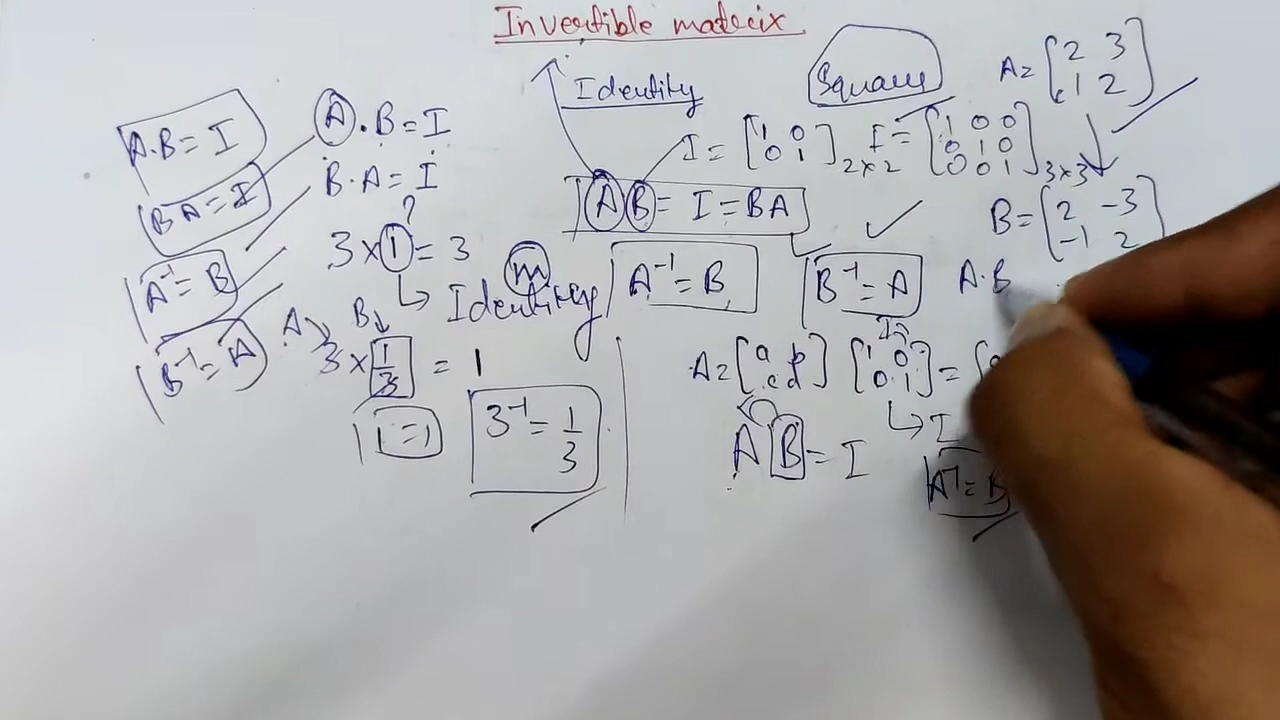 Invertible matrix
Identity
Square
A = [2 3
1 2]
A·B = I
A·B = I
I = [1 0
0 1]2×2
I = [1 0 0
0 1 0
0 0 1]3×3
BA = I
B·A = I
AB = I = BA
B = [2 -3
-1 2]
?
3 × 1 = 3
m
A⁻¹ = B
Identity
A⁻¹ = B
B⁻¹ = A
A·B
B⁻¹ = A
A
B
3 × 1/3 = 1
A = [a b
c d] [1 0
0 1] = [
I
1 = 1
3⁻¹ = 1/3
A B = I
A⁻¹ = B